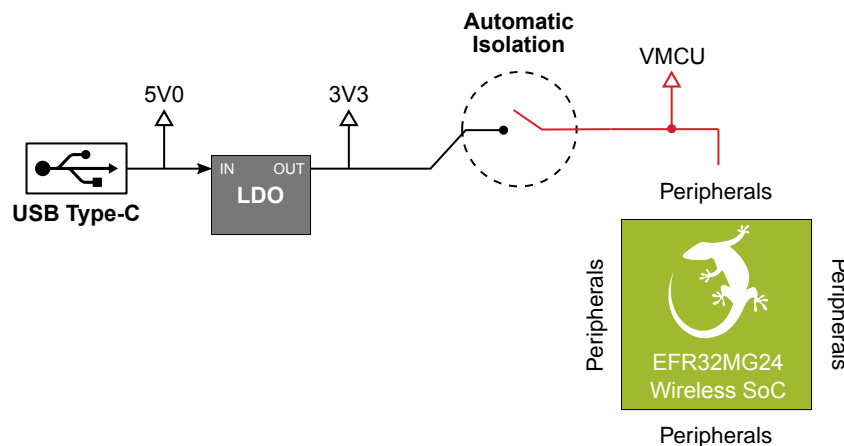 Automatic
Isolation
VMCU
5V0
3V3
IN
OUT
LDO
USB Type-C
Peripherals
Peripherals
Peripherals
EFR32MG24
Wireless SoC
Peripherals